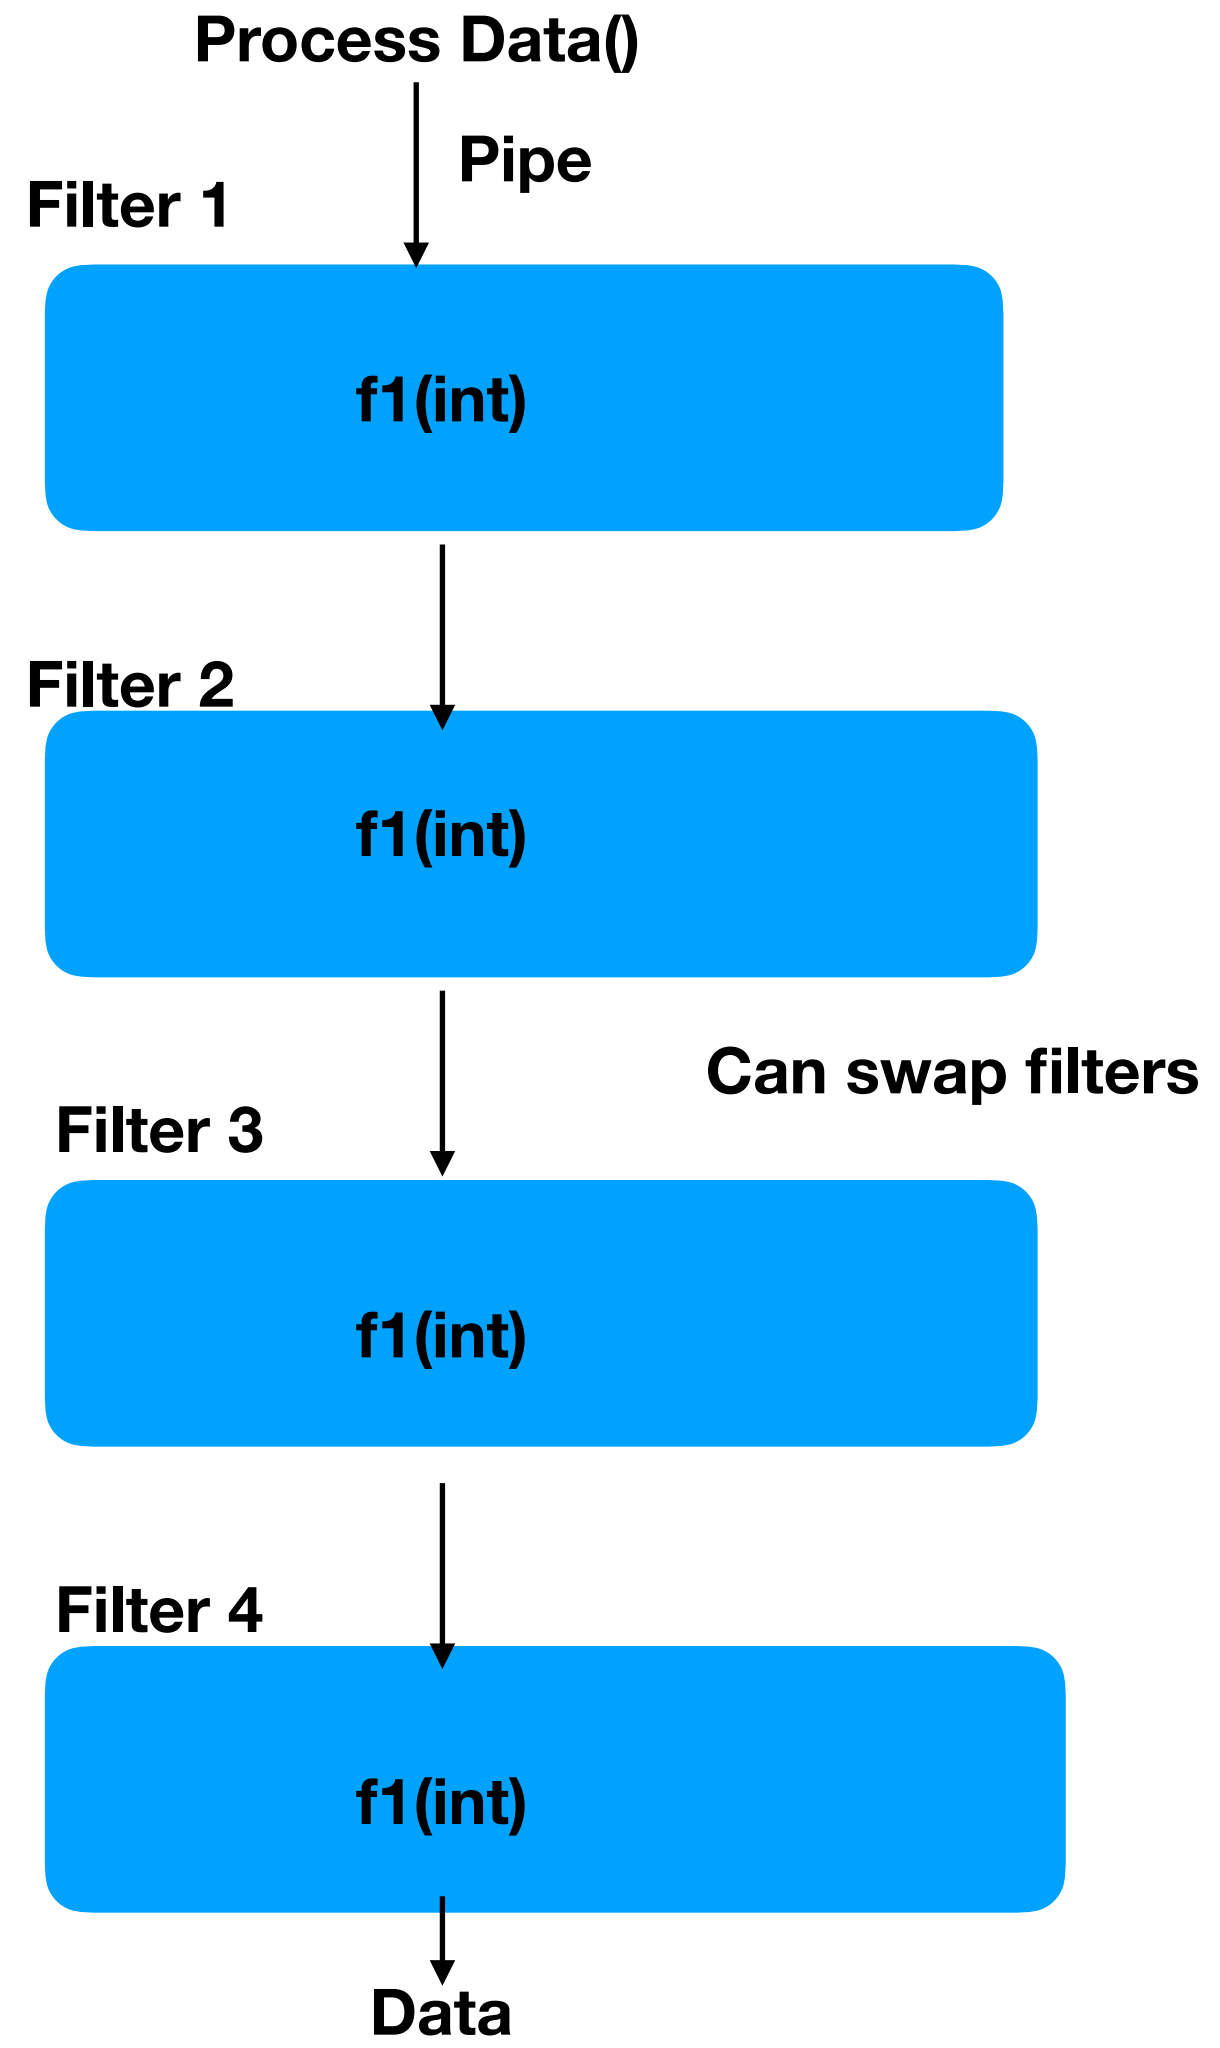 Process Data()
Pipe
Filter 1
f1(int)
Filter 2
f1(int)
Can swap filters
Filter 3
f1(int)
Filter 4
f1(int)
Data